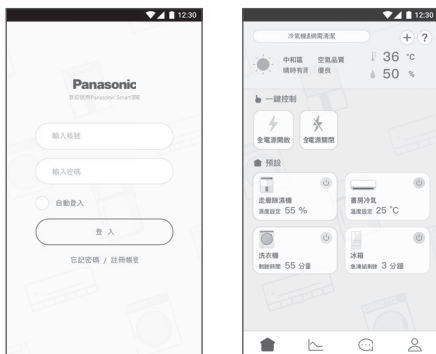 12:30
Panasonic
歡迎使用Panasonic Smart
輸入帳號
輸入密碼
自動登入
登 入
忘記密碼 / 註冊帳號
12:30
冷氣機
網需清潔
中和區 空氣品質 36 °C
晴時有 優良 50 %
一鍵控制
全電源開啟 全電源關閉
預設
走廊除濕機 書房冷氣
濕度設定 55 % 溫度設定 25 °C
洗衣機 冰箱
剩餘時間 55 分鐘 急凍結剩餘 3 分鐘